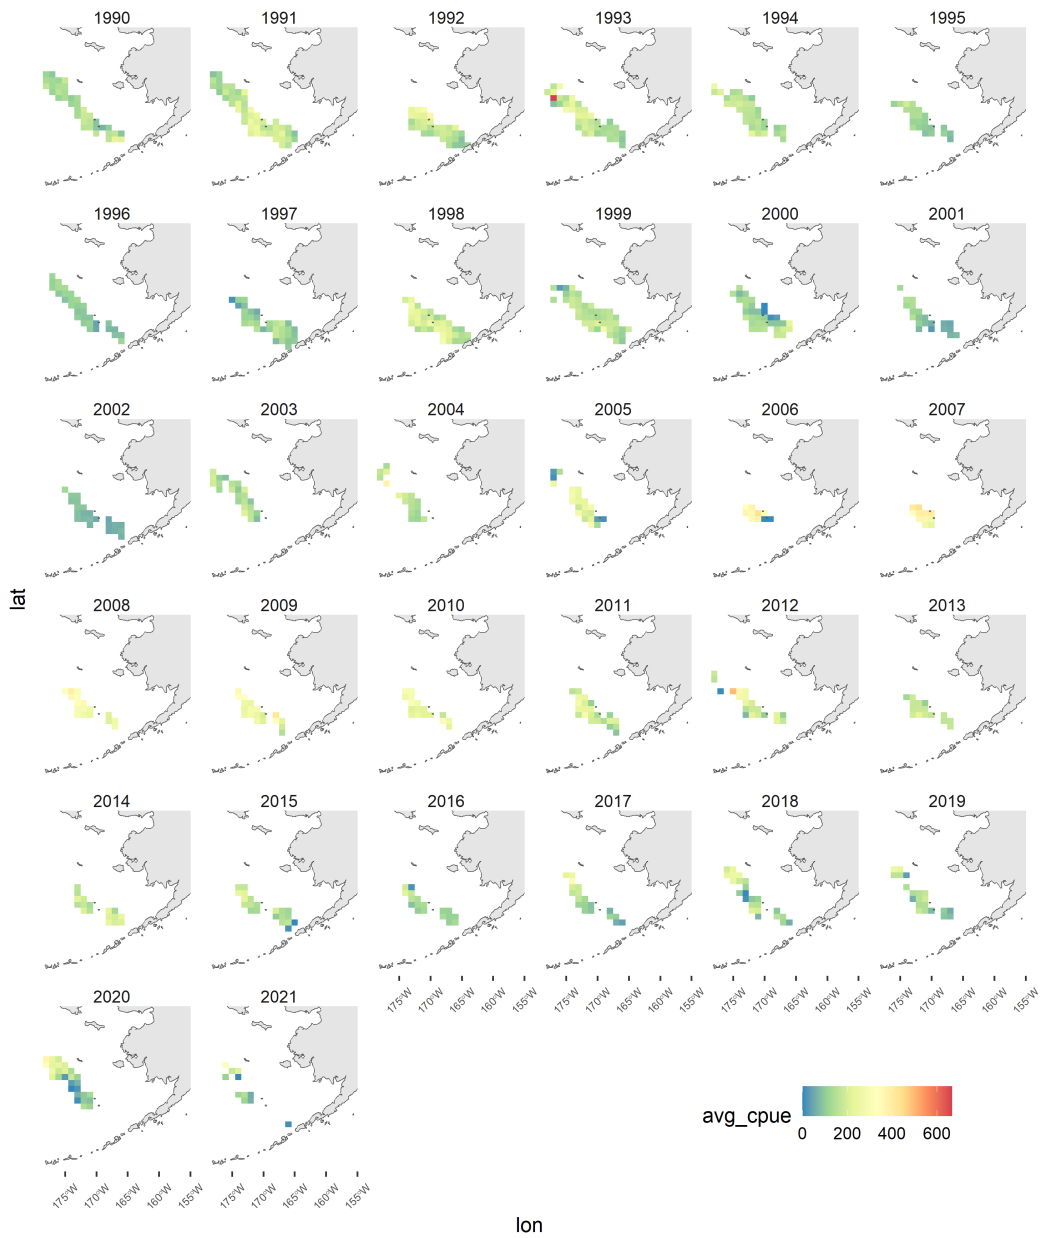 1990 1991 1992 1993 1994 1995
1996 1997 1998 1999 2000 2001
2002 2003 2004 2005 2006 2007
lat
2008 2009 2010 2011 2012 2013
2014 2015 2016 2017 2018 2019
175°W 170°W 165°W 160°W 155°W 175°W 170°W 165°W 160°W 155°W 175°W 170°W 165°W 160°W 155°W 175°W 170°W 165°W 160°W 155°W
2020 2021
avg_cpue
0 200 400 600
175°W 170°W 165°W 160°W 155°W 175°W 170°W 165°W 160°W 155°W
lon